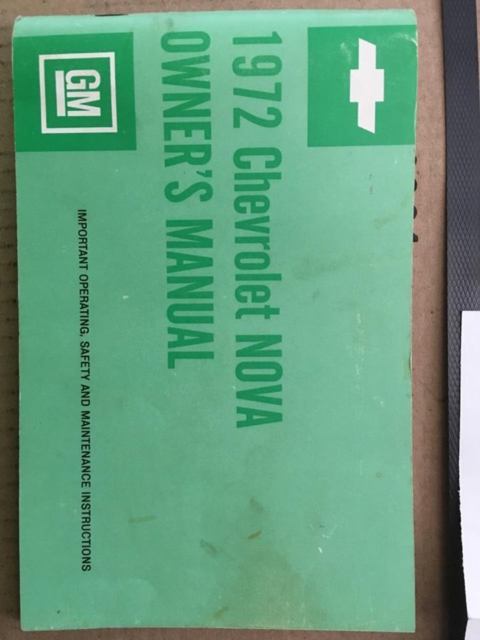 1972 Chevrolet NOVA
OWNER'S MANUAL
GM
IMPORTANT OPERATING, SAFETY AND MAINTENANCE INSTRUCTIONS